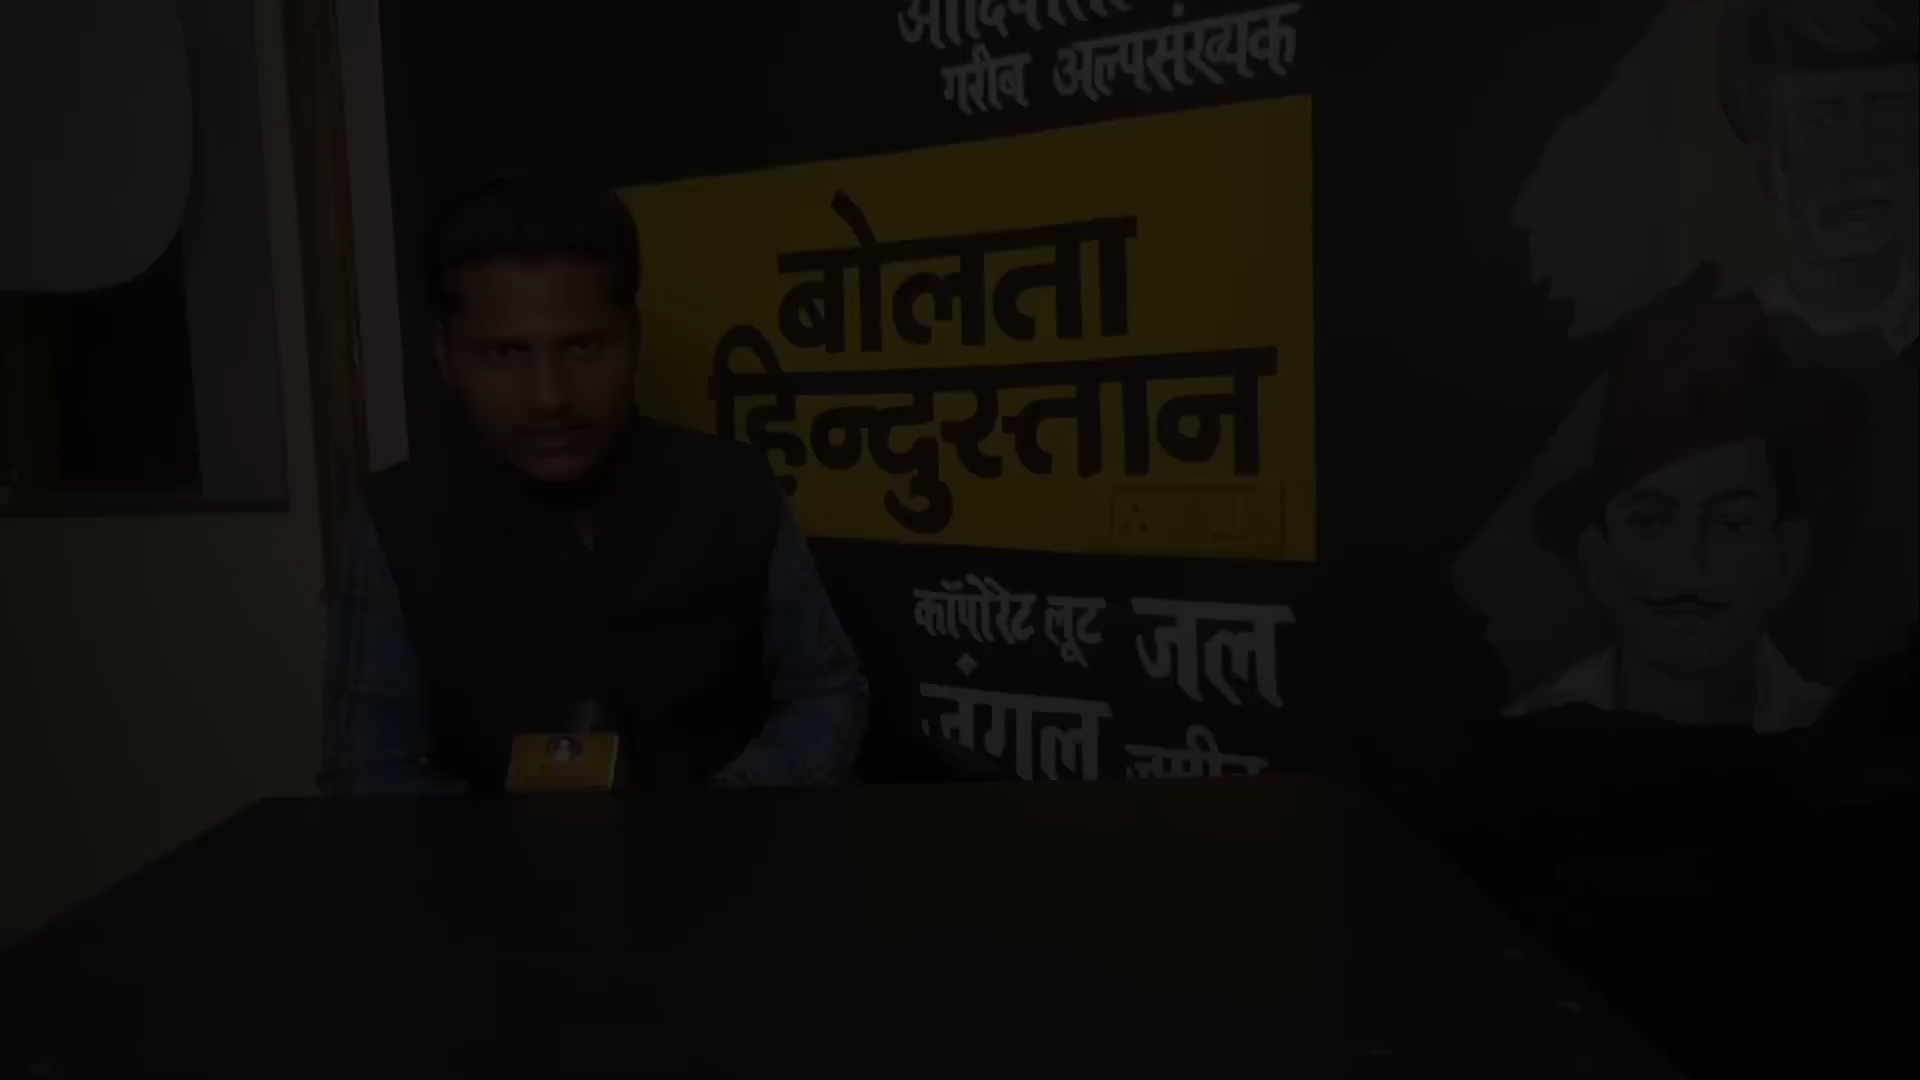 गरीब अल्पसंख्यक
बोलता
हिन्दुस्तान
कॉर्पोरेट लूट जल
जंगल